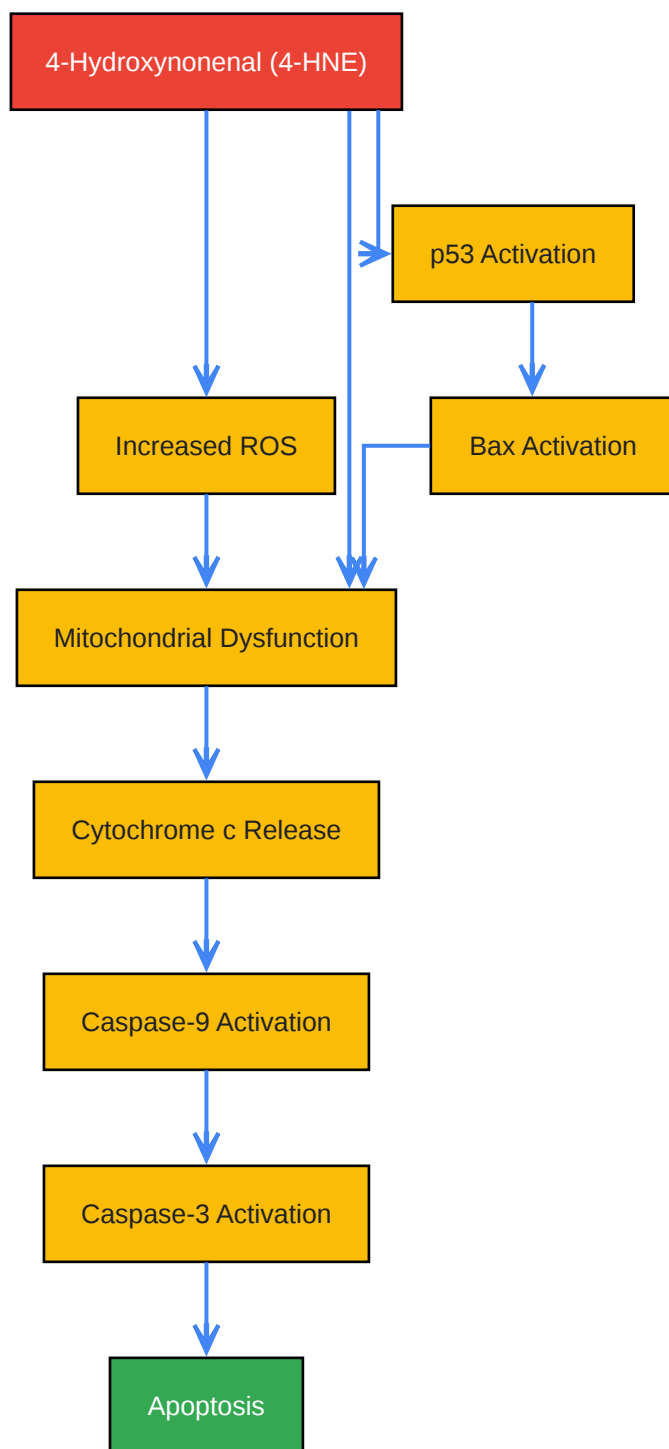 4-Hydroxynonenal (4-HNE)
p53 Activation
Increased ROS
Bax Activation
Mitochondrial Dysfunction
Cytochrome c Release
Caspase-9 Activation
Caspase-3 Activation
Apoptosis